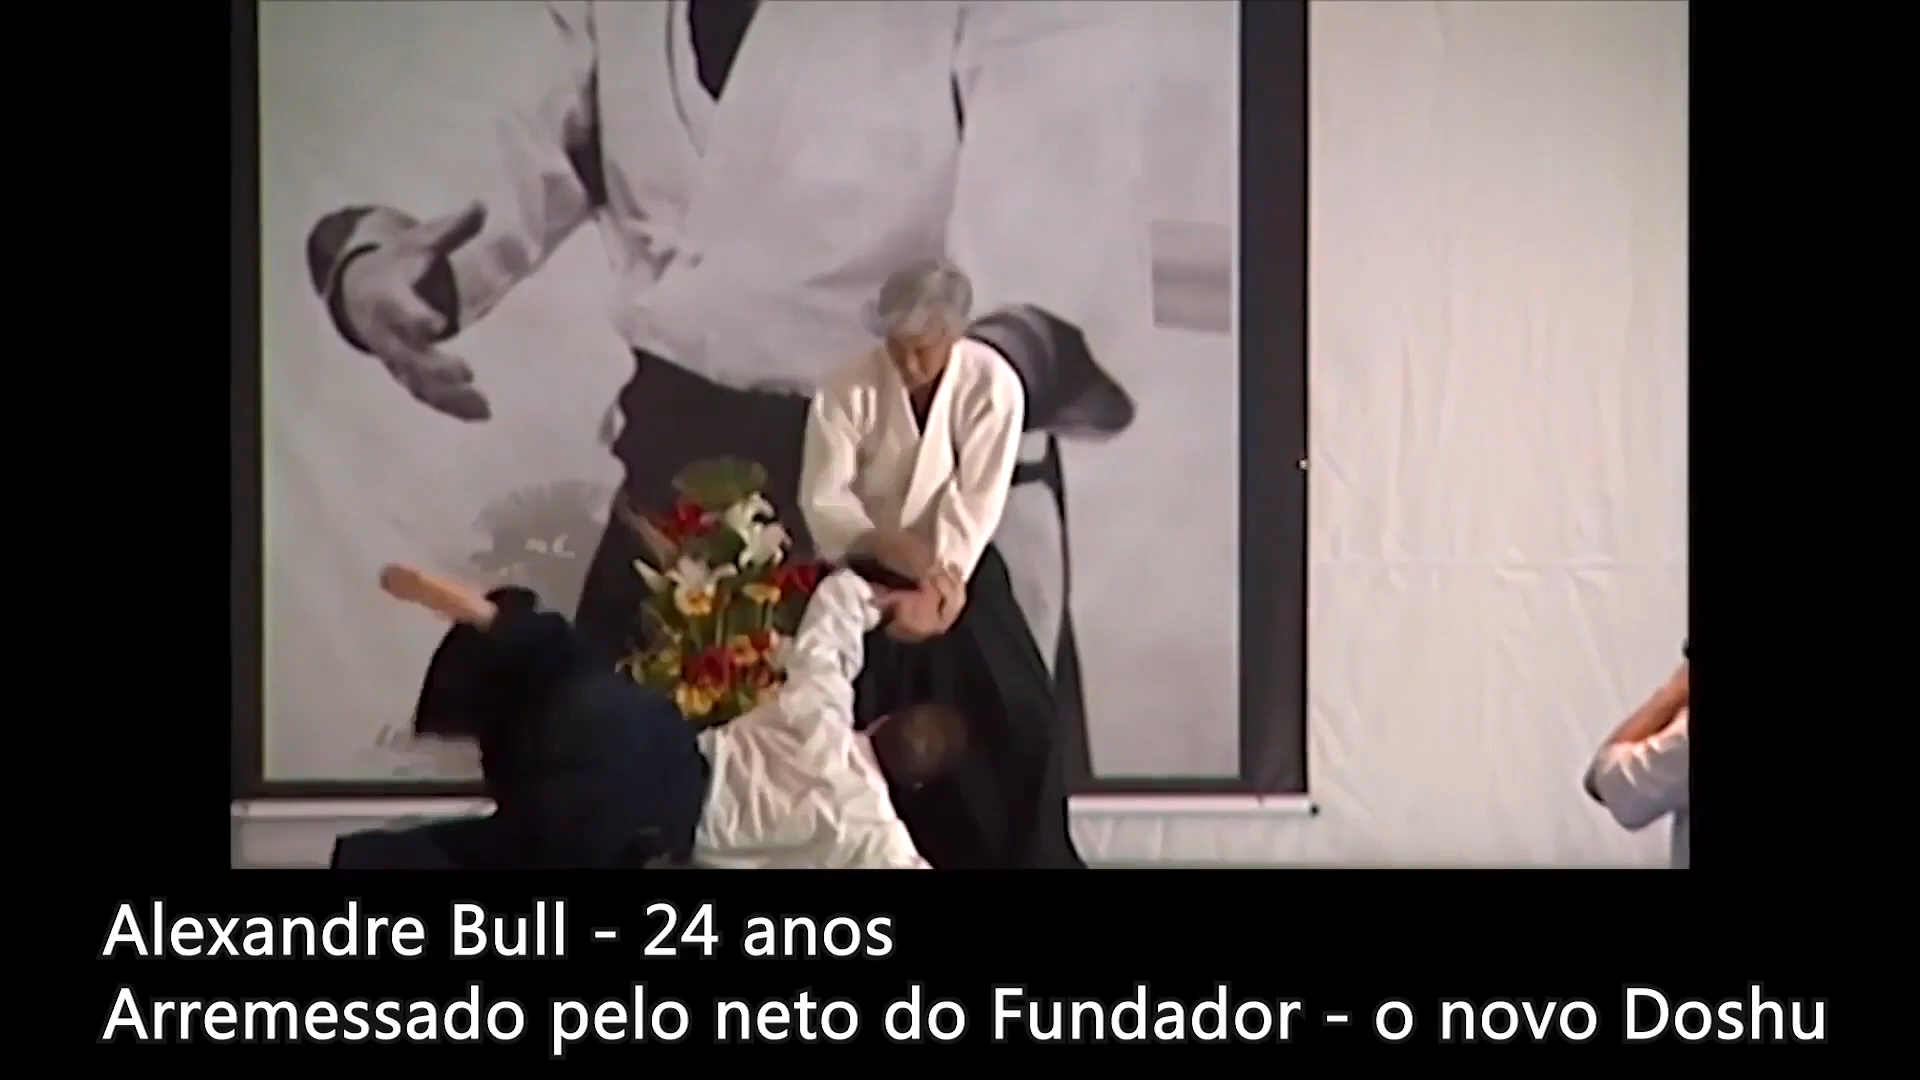 Alexandre Bull - 24 anos
Arremessado pelo neto do Fundador - o novo Doshu